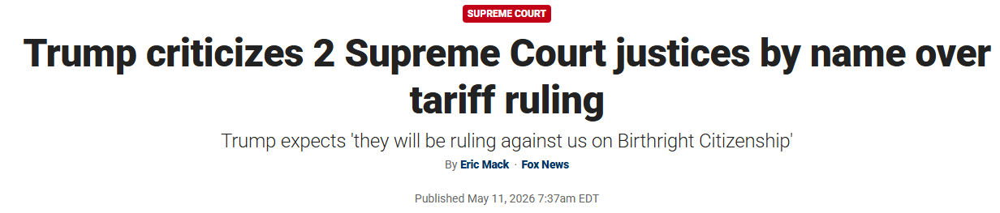 SUPREME COURT
Trump criticizes 2 Supreme Court justices by name over
tariff ruling
Trump expects 'they will be ruling against us on Birthright Citizenship'
By Eric Mack · Fox News
Published May 11, 2026 7:37am EDT